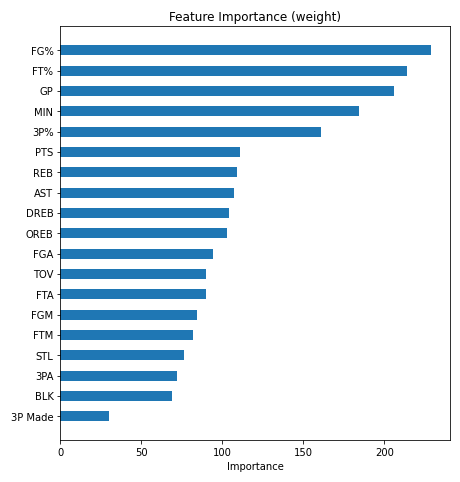 Feature Importance (weight)
FG%
FT%
GP
MIN
3P%
PTS
REB
AST
DREB
OREB
FGA
TOV
FTA
FGM
FTM
STL
3PA
BLK
3P Made
0 50 100 150 200
Importance